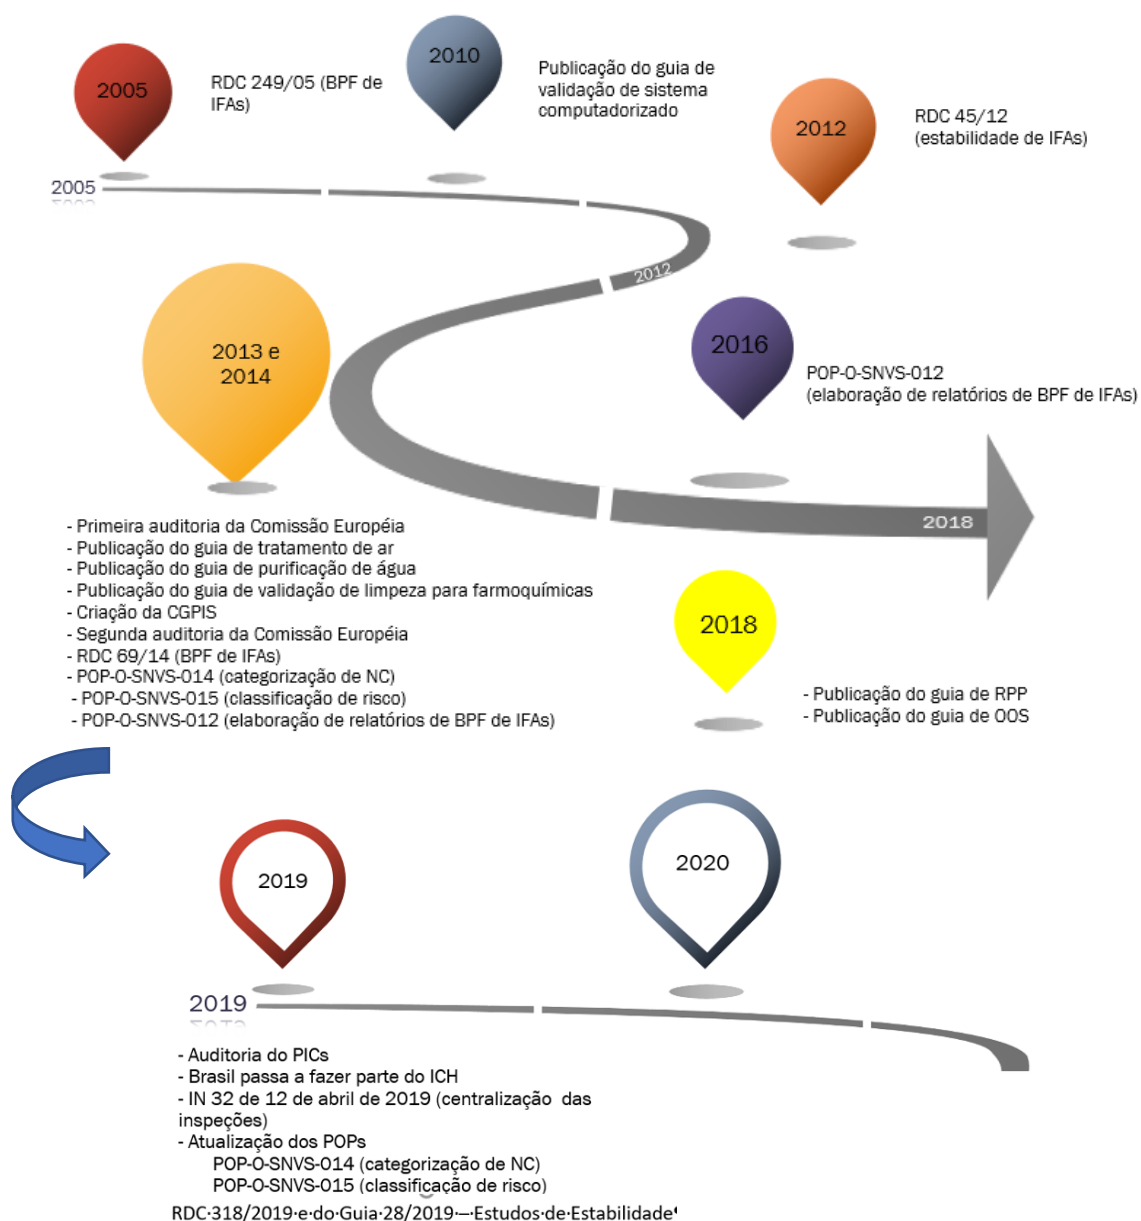 2005
RDC 249/05 (BPF de
IFAs)
2010
Publicação do guia de
validação de sistema
computadorizado
2012
RDC 45/12
(estabilidade de IFAs)
2005
2012
2013 e
2014
2016
POP-O-SNVS-012
(elaboração de relatórios de BPF de IFAs)
2018
- Primeira auditoria da Comissão Européia
- Publicação do guia de tratamento de ar
- Publicação do guia de purificação de água
- Publicação do guia de validação de limpeza para farmoquímicas
- Criação da CGPIS
- Segunda auditoria da Comissão Européia
- RDC 69/14 (BPF de IFAs)
- POP-O-SNVS-014 (categorização de NC)
- POP-O-SNVS-015 (classificação de risco)
- POP-O-SNVS-012 (elaboração de relatórios de BPF de IFAs)
2018
- Publicação do guia de RPP
- Publicação do guia de OOS
2019
2020
2019
- Auditoria do PICs
- Brasil passa a fazer parte do ICH
- IN 32 de 12 de abril de 2019 (centralização das
inspeções)
- Atualização dos POPs
POP-O-SNVS-014 (categorização de NC)
POP-O-SNVS-015 (classificação de risco)
RDC·318/2019·e·do·Guia·28/2019·–·Estudos·de·Estabilidade